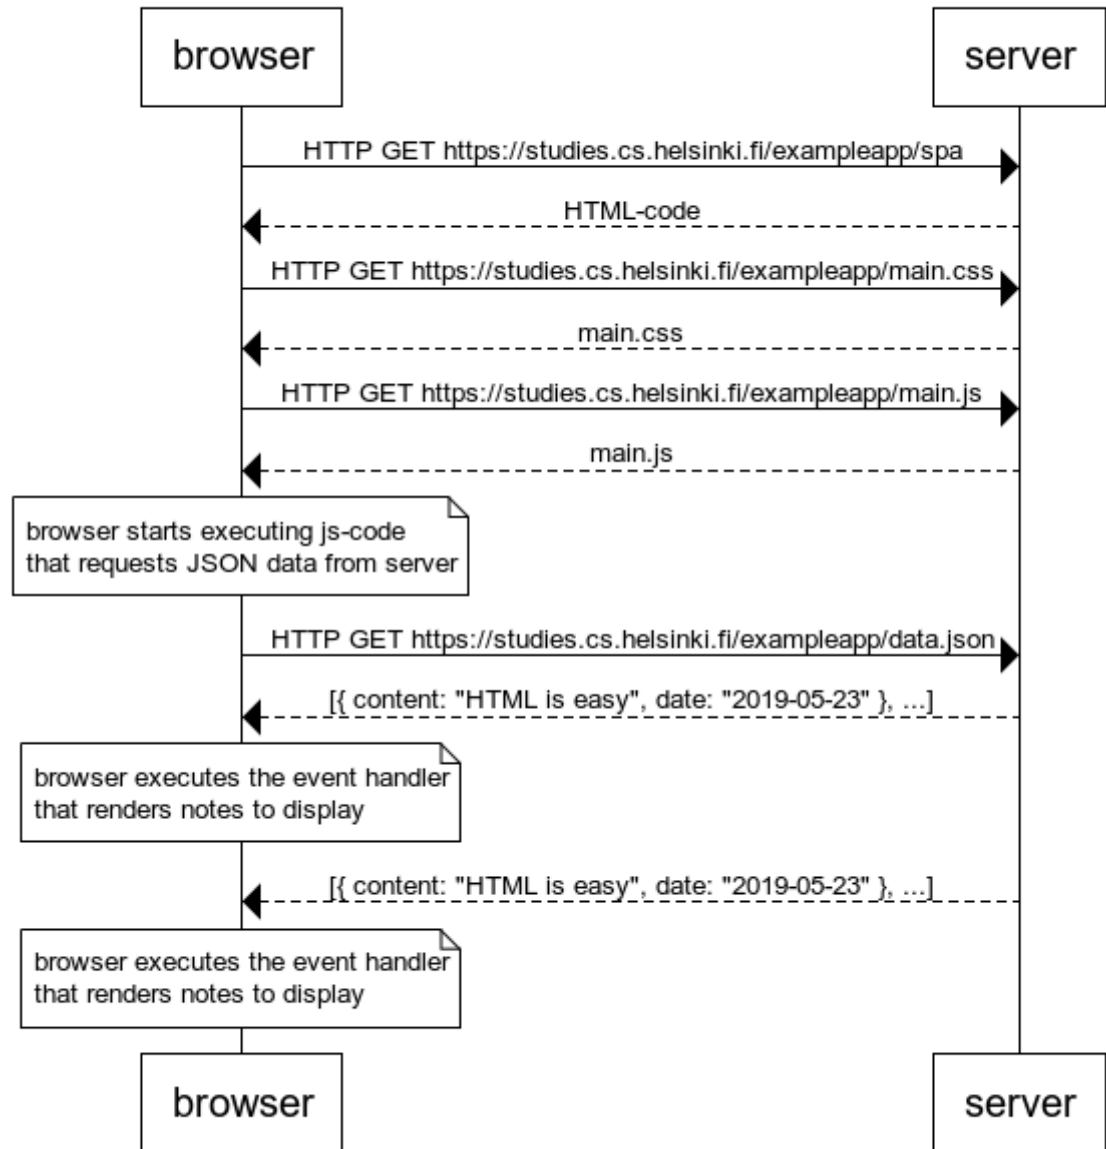 browser
server
HTTP GET https://studies.cs.helsinki.fi/exampleapp/spa
HTML-code
HTTP GET https://studies.cs.helsinki.fi/exampleapp/main.css
main.css
HTTP GET https://studies.cs.helsinki.fi/exampleapp/main.js
main.js
browser starts executing js-code
that requests JSON data from server
HTTP GET https://studies.cs.helsinki.fi/exampleapp/data.json
[{ content: "HTML is easy", date: "2019-05-23" }, ...]
browser executes the event handler
that renders notes to display
[{ content: "HTML is easy", date: "2019-05-23" }, ...]
browser executes the event handler
that renders notes to display
browser
server